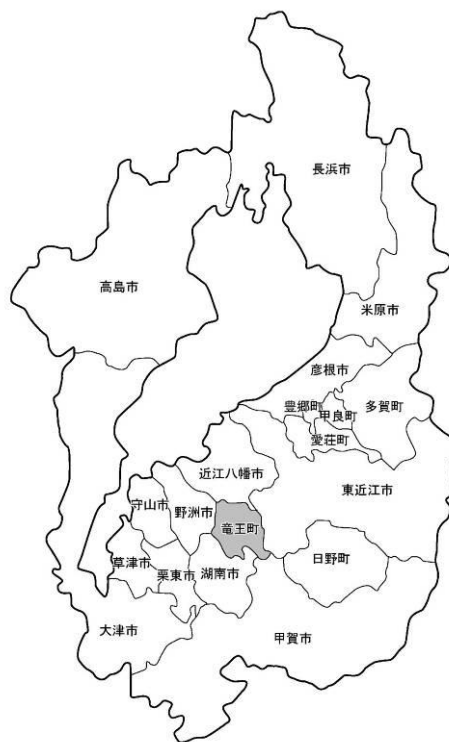 長浜市
高島市
米原市
彦根市
豊郷町
甲良町
多賀町
愛荘町
近江八幡市
東近江市
守山市
野洲市
竜王町
草津市
栗東市
湖南市
日野町
大津市
甲賀市